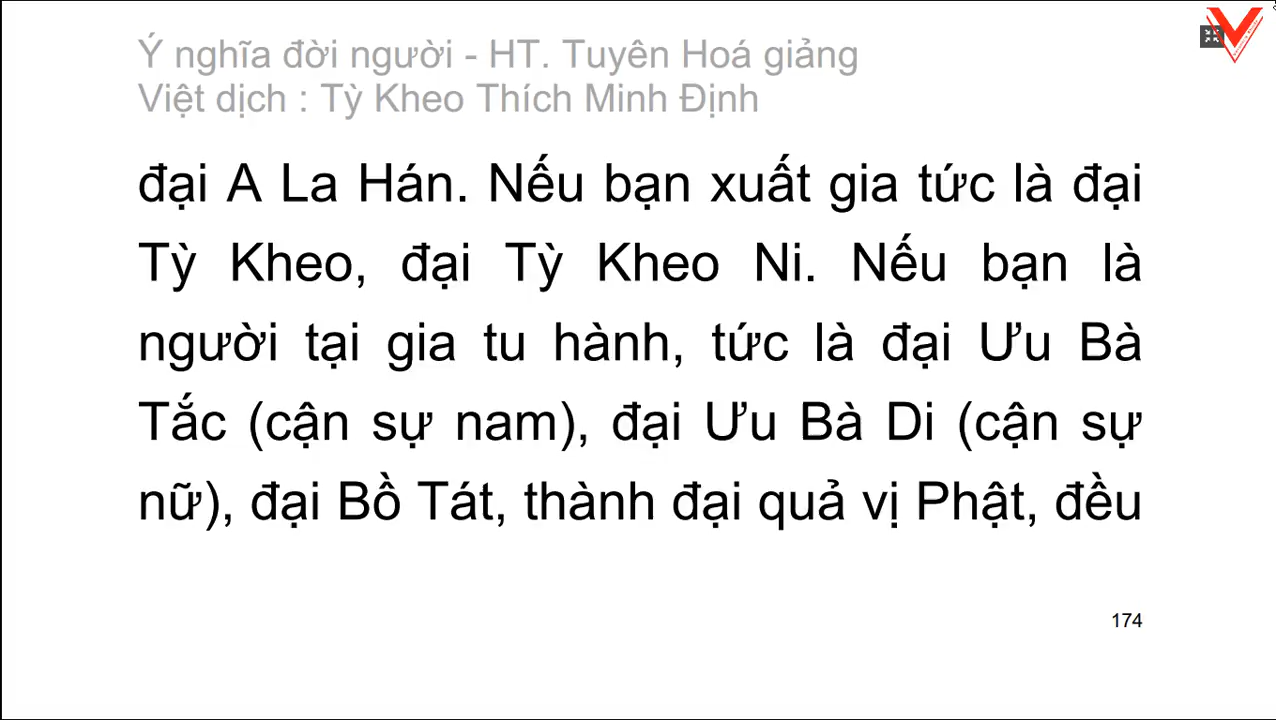 Ý nghĩa đời người - HT. Tuyên Hoá giảng
Việt dịch : Tỳ Kheo Thích Minh Định
đại A La Hán. Nếu bạn xuất gia tức là đại
Tỳ Kheo, đại Tỳ Kheo Ni. Nếu bạn là
người tại gia tu hành, tức là đại Ưu Bà
Tắc (cận sự nam), đại Ưu Bà Di (cận sự
nữ), đại Bồ Tát, thành đại quả vị Phật, đều
174